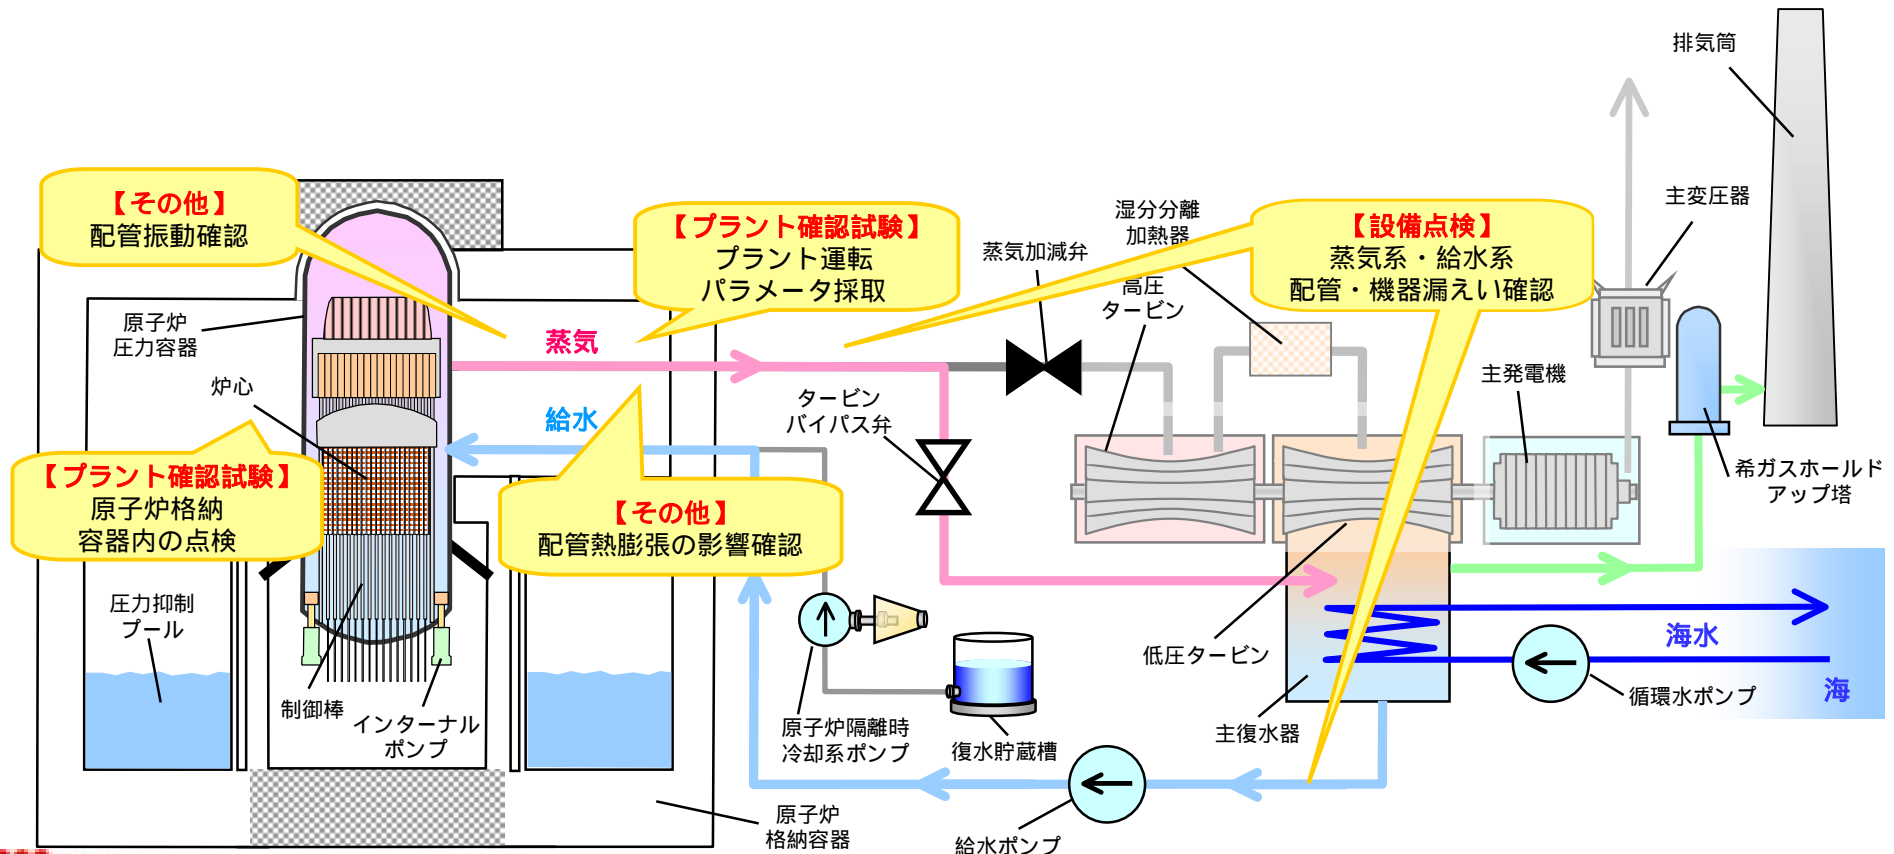 排気筒
【その他】
配管振動確認
【プラント確認試験】
プラント運転
パラメータ採取
湿分分離
加熱器
【設備点検】
蒸気系・給水系
配管・機器漏えい確認
主変圧器
蒸気加減弁
高圧
タービン
原子炉
圧力容器
蒸気
炉心
タービン
バイパス弁
主発電機
給水
【プラント確認試験】
原子炉格納
容器内の点検
【その他】
配管熱膨張の影響確認
希ガスホールド
アップ塔
圧力抑制
プール
制御棒
インターナル
ポンプ
原子炉隔離時
冷却系ポンプ
復水貯蔵槽
低圧タービン
主復水器
海水
循環水ポンプ
海
原子炉
格納容器
給水ポンプ